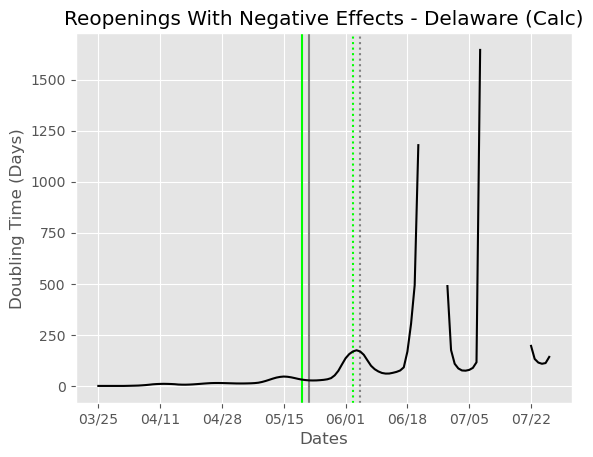 Reopenings With Negative Effects - Delaware (Calc)
Doubling Time (Days)
1500
1250
1000
750
500
250
0
03/25 04/11 04/28 05/15 06/01 06/18 07/05 07/22
Dates